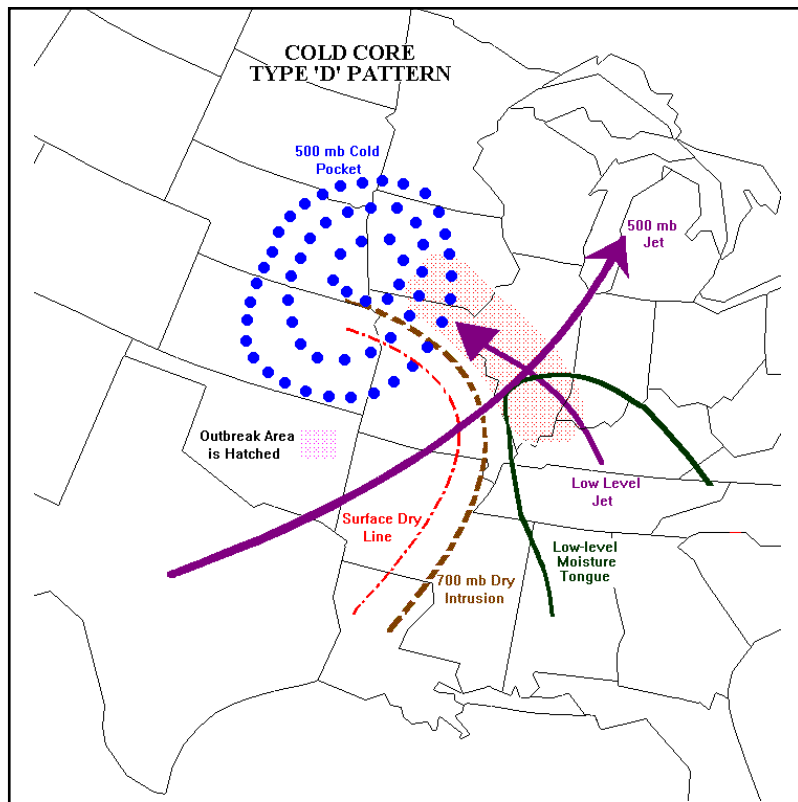 COLD CORE
TYPE 'D' PATTERN
500 mb Cold
Pocket
500 mb
Jet
Outbreak Area
is Hatched
Low Level
Jet
Surface Dry
Line
Low-level
Moisture
Tongue
700 mb Dry
Intrusion